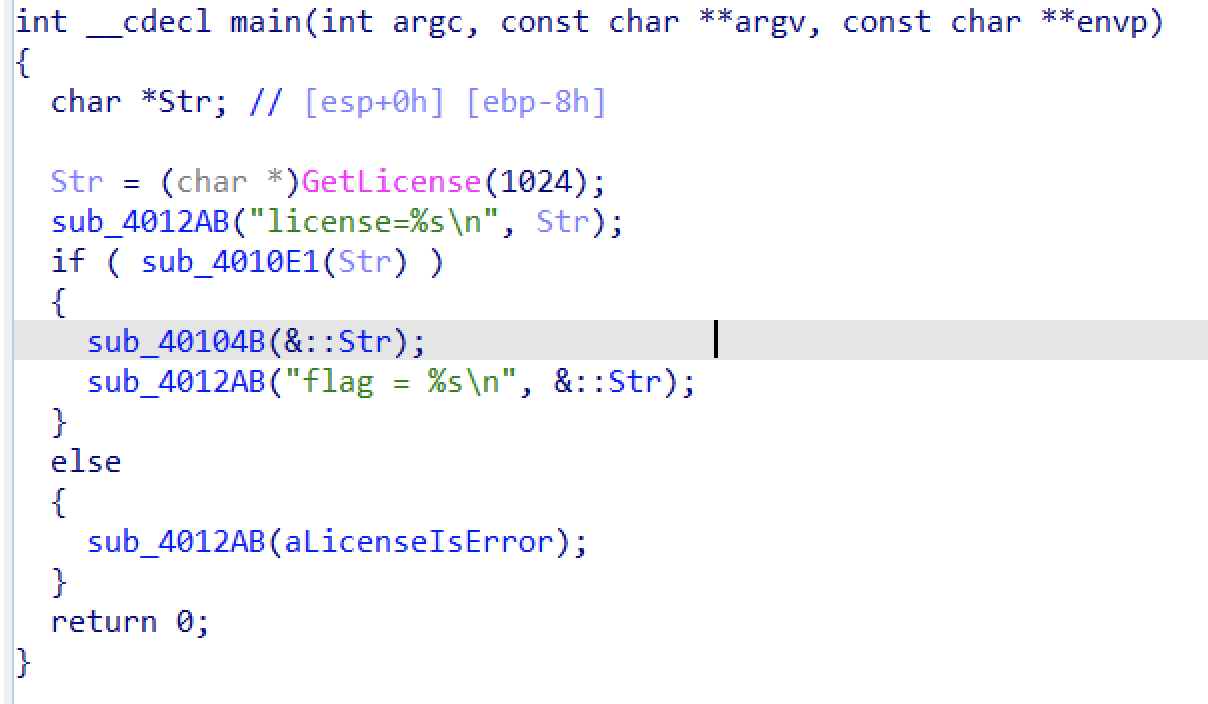 int __cdecl main(int argc, const char **argv, const char **envp)
{
  char *Str; // [esp+0h] [ebp-8h]

  Str = (char *)GetLicense(1024);
  sub_4012AB("license=%s\n", Str);
  if ( sub_4010E1(Str) )
  {
    sub_40104B(&::Str);
    sub_4012AB("flag = %s\n", &::Str);
  }
  else
  {
    sub_4012AB(aLicenseIsError);
  }
  return 0;
}